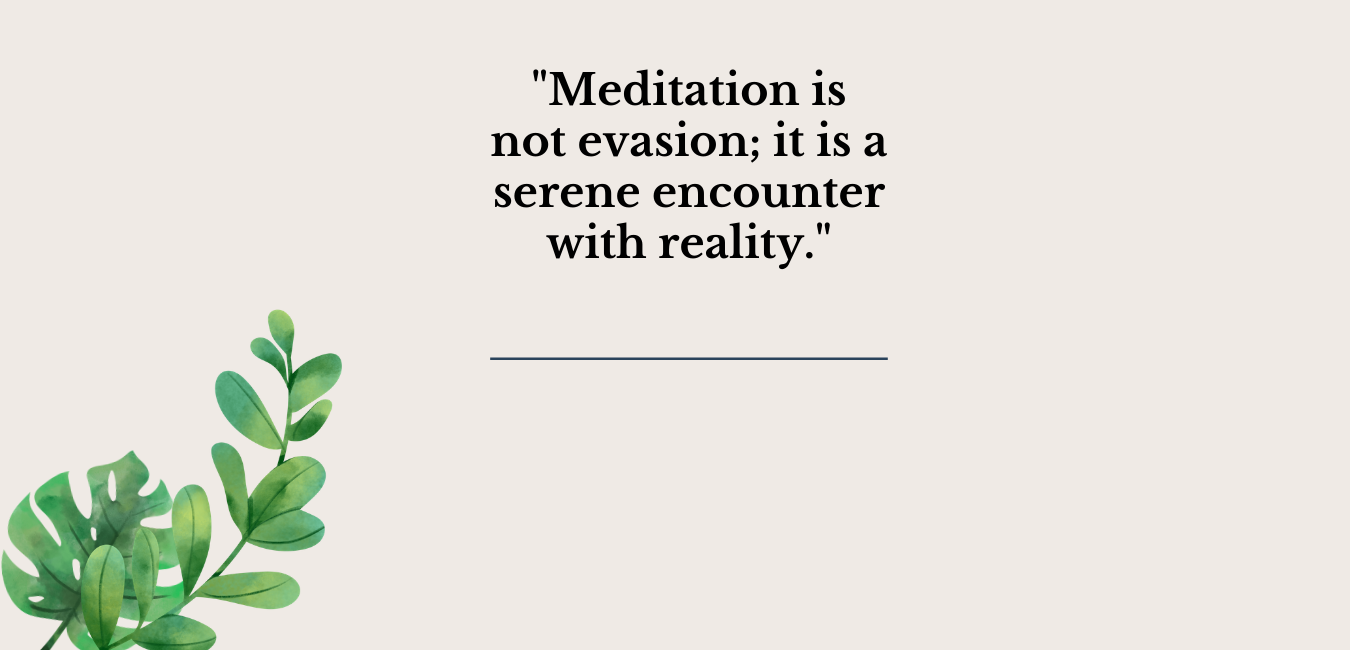 "Meditation is
not evasion; it is a
serene encounter
with reality."